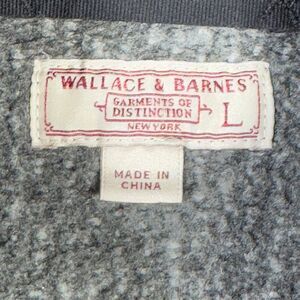 WALLACE & BARNES
GARMENTS OF
DISTINCTION
NEW YORK
L
MADE IN
CHINA